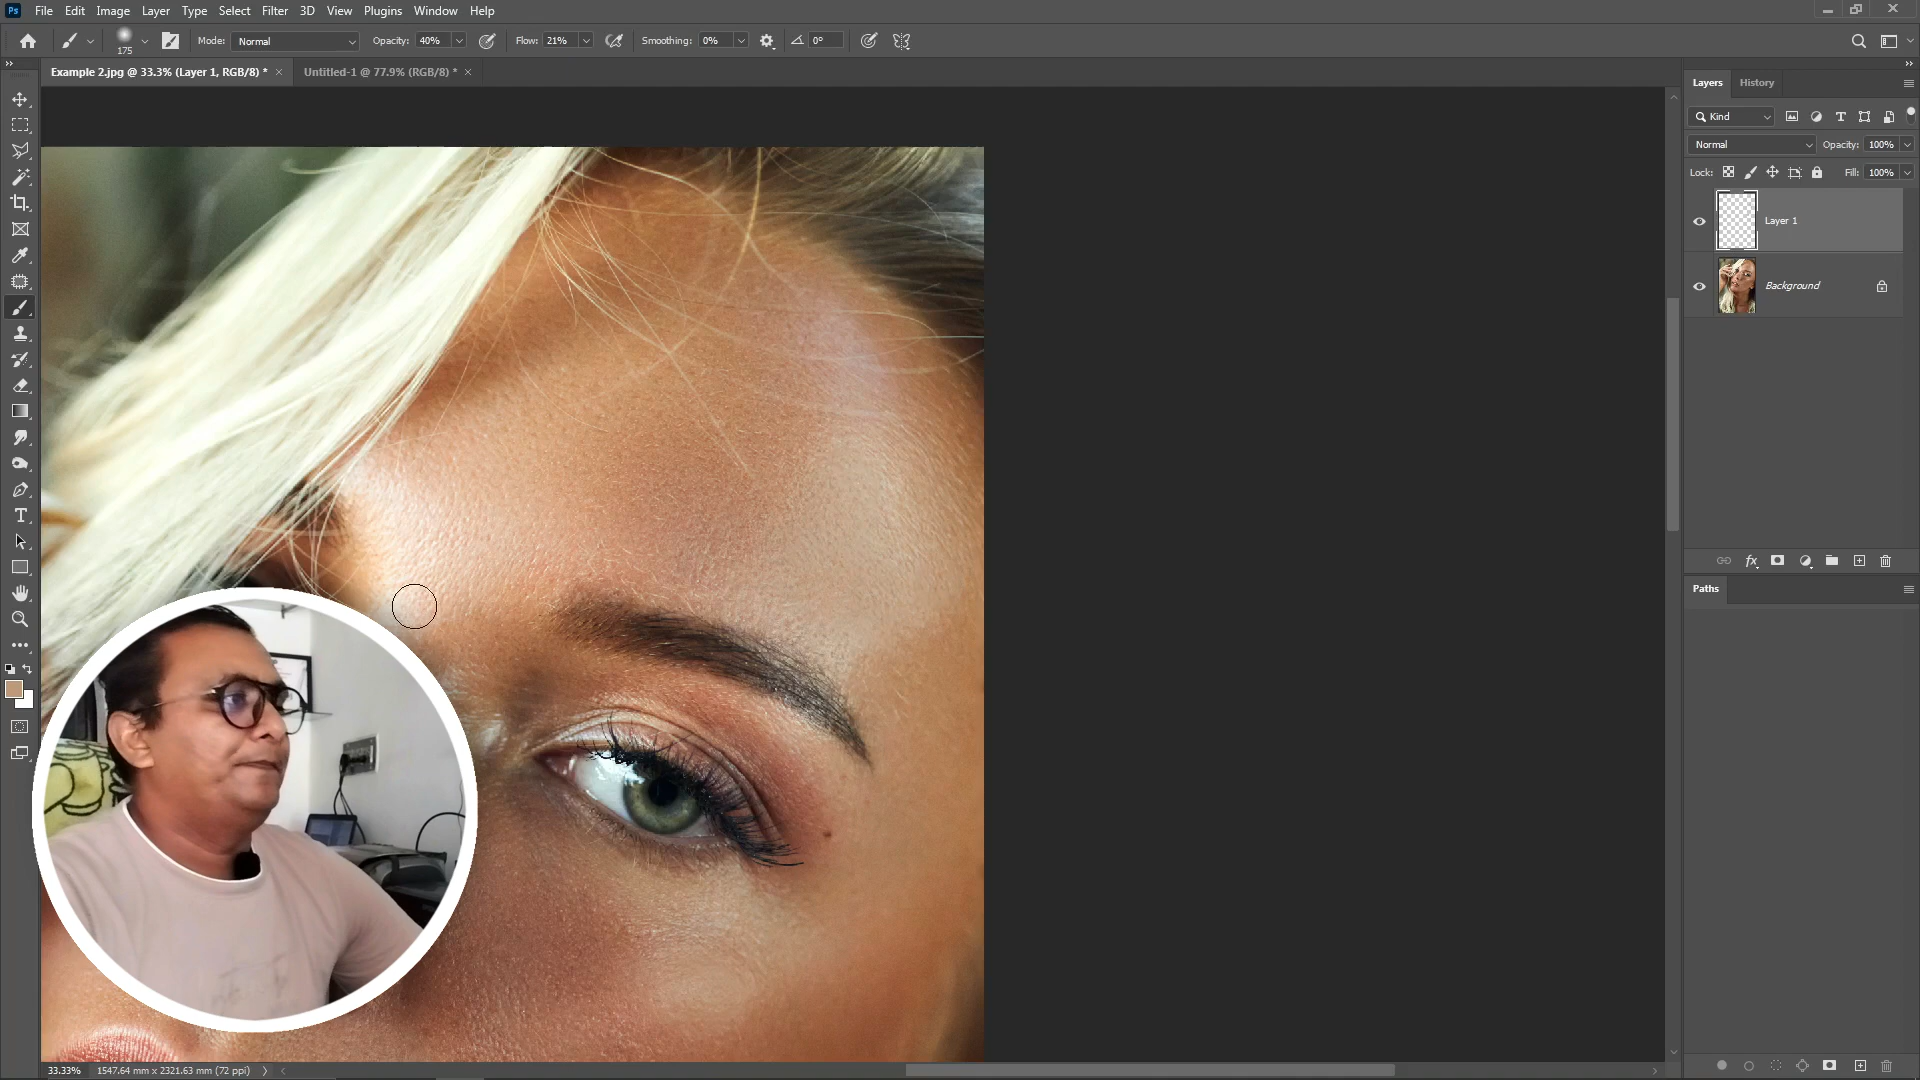 Ps File Edit Image Layer Type Select Filter 3D View Plugins Window Help
175 Mode: Normal Opacity: 40% Flow: 21% Smoothing: 0% 0°
Example 2.jpg @ 33.3% (Layer 1, RGB/8) * × Untitled-1 @ 77.9% (RGB/8) * ×
Layers History
Kind
Normal Opacity: 100%
Lock: Fill: 100%
Layer 1
Background
fx
Paths
33.33% 1547.64 mm x 2321.63 mm (72 ppi)